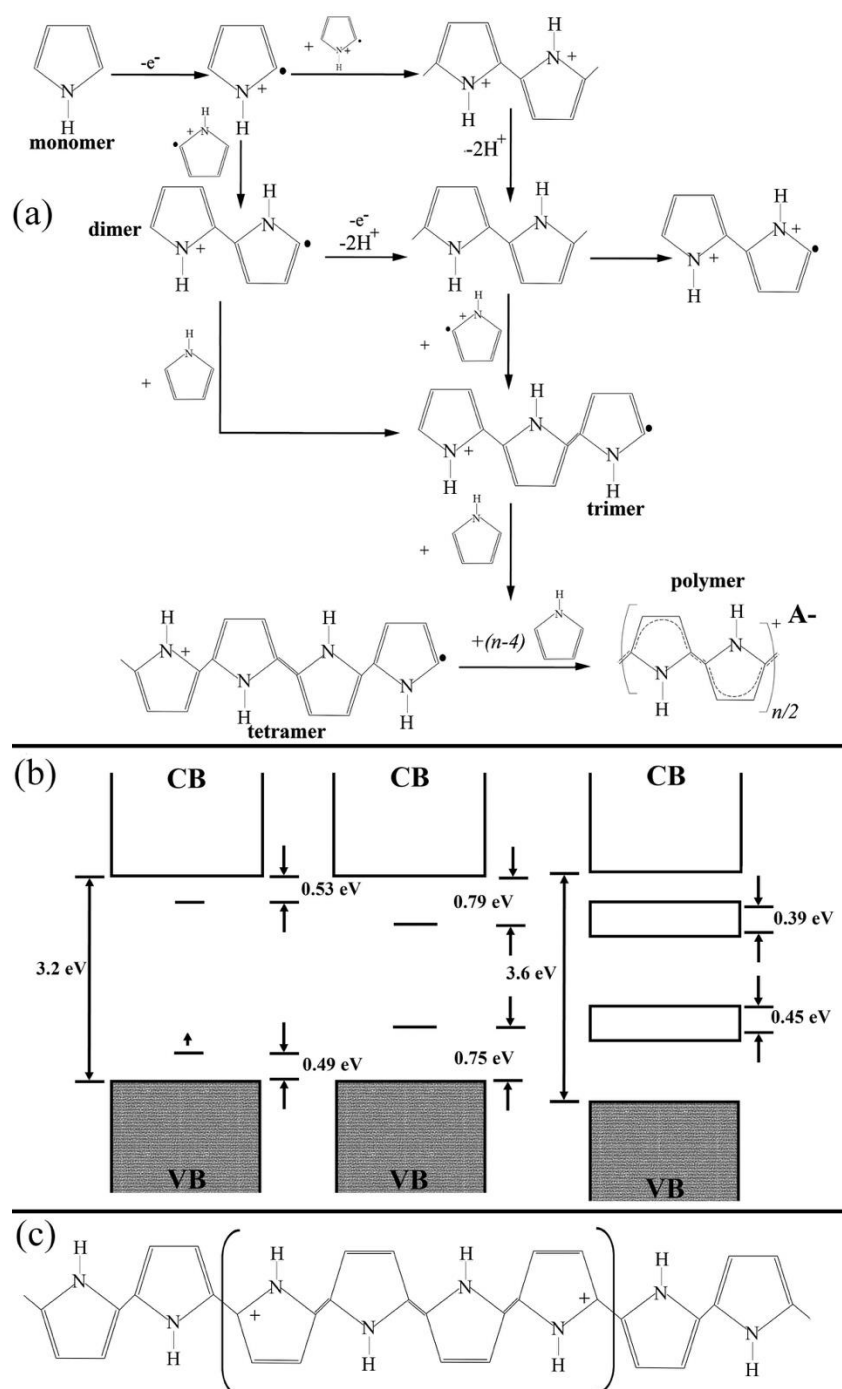 H
N
+
-e-
+
N
H
N
H
monomer
N
+
H
H
N
+
H
N
+
H
-2H+
(a)
dimer
H
N
N
+
H
-e-
-2H+
H
N
N
H
H
N
+
N
+
H
+
H
N
+
H
N
+
H
N
N
+
H
N
H
trimer
+
H
N
polymer
H
N
+
H
N
N
H
N
H
tetramer
+(n-4)
H
N
H
N
N
H
+ A-
n/2
(b)
CB
CB
CB
0.53 eV
0.79 eV
0.39 eV
3.2 eV
3.6 eV
0.45 eV
0.49 eV
0.75 eV
VB
VB
VB
(c)
H
N
N
H
H
N
+
N
H
H
N
+
N
H
H
N
N
H